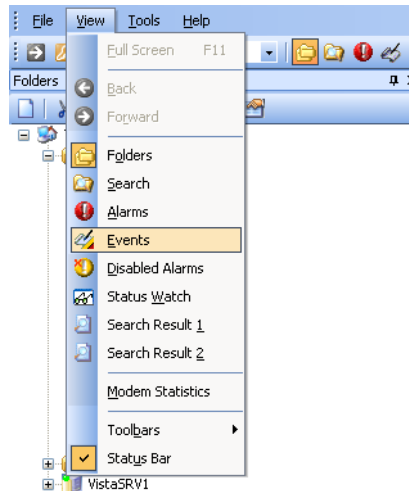 File View Tools Help
Full Screen F11
Folders
Back
Forward
Folders
Search
Alarms
Events
Disabled Alarms
Status Watch
Search Result 1
Search Result 2
Modem Statistics
Toolbars
Status Bar
VistaSRV1